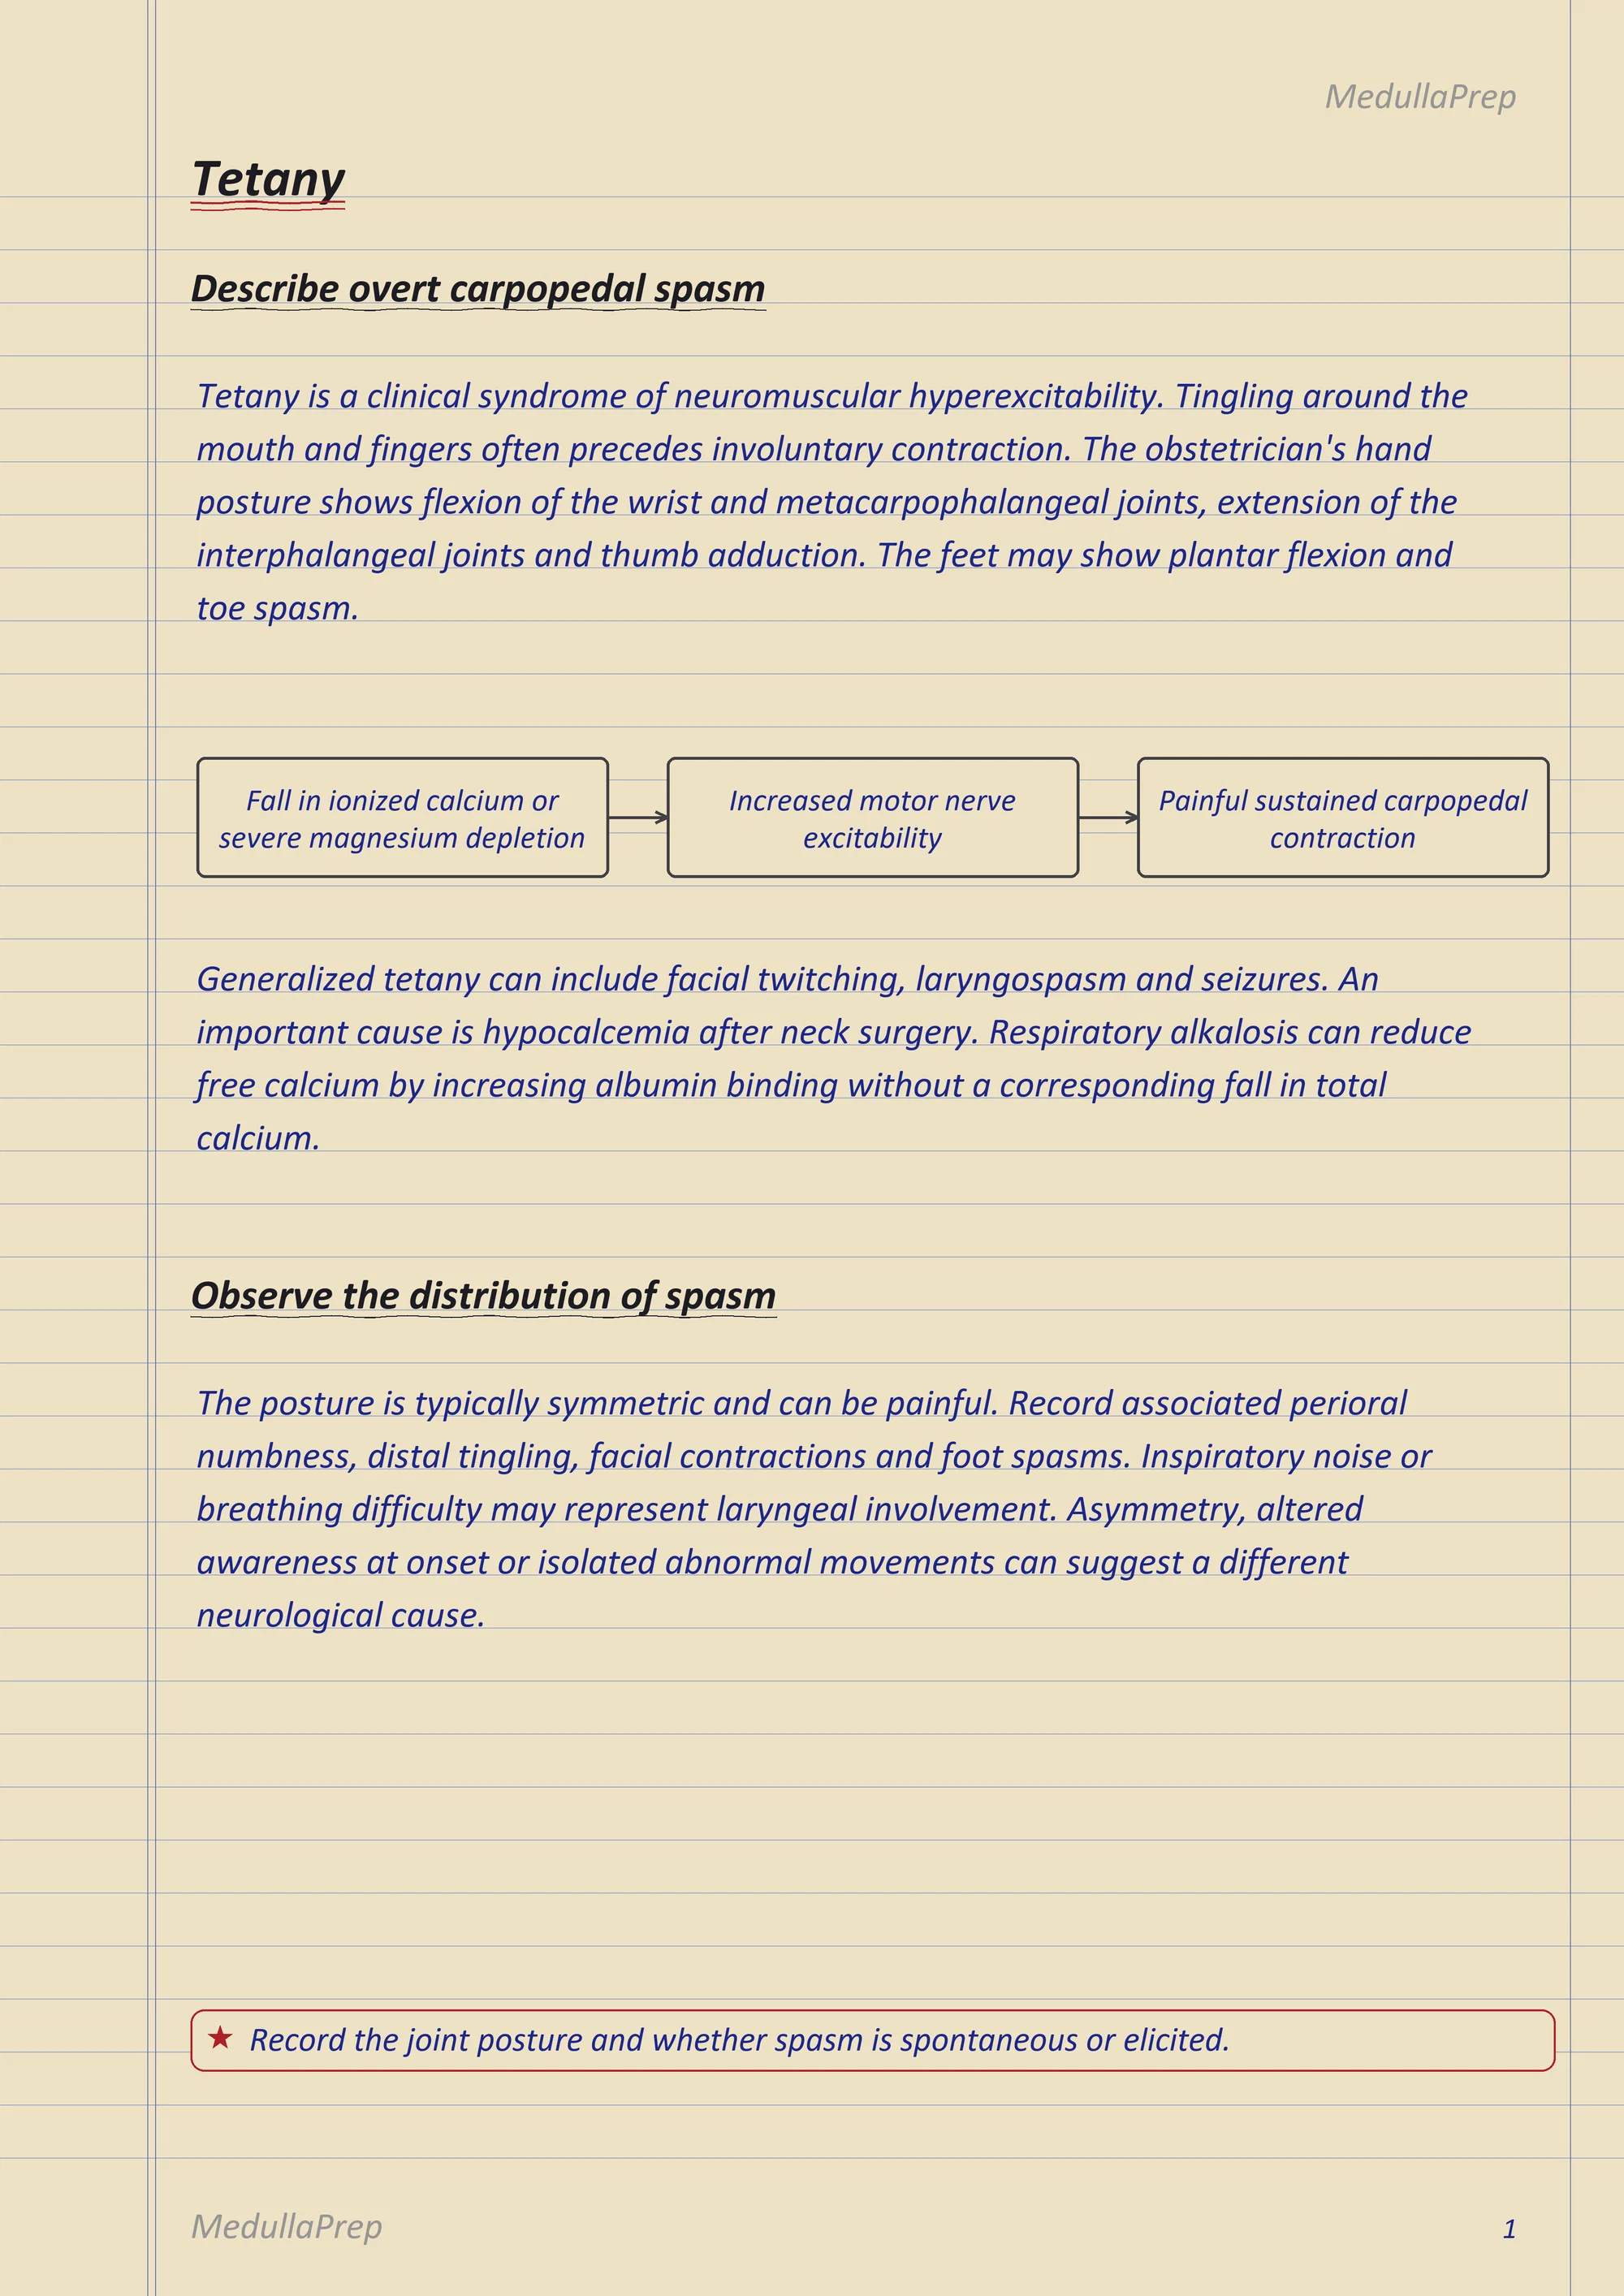 MedullaPrep
Tetany
Describe overt carpopedal spasm
Tetany is a clinical syndrome of neuromuscular hyperexcitability. Tingling around the
mouth and fingers often precedes involuntary contraction. The obstetrician's hand
posture shows flexion of the wrist and metacarpophalangeal joints, extension of the
interphalangeal joints and thumb adduction. The feet may show plantar flexion and
toe spasm.
Fall in ionized calcium or
severe magnesium depletion
Increased motor nerve
excitability
Painful sustained carpopedal
contraction
Generalized tetany can include facial twitching, laryngospasm and seizures. An
important cause is hypocalcemia after neck surgery. Respiratory alkalosis can reduce
free calcium by increasing albumin binding without a corresponding fall in total
calcium.
Observe the distribution of spasm
The posture is typically symmetric and can be painful. Record associated perioral
numbness, distal tingling, facial contractions and foot spasms. Inspiratory noise or
breathing difficulty may represent laryngeal involvement. Asymmetry, altered
awareness at onset or isolated abnormal movements can suggest a different
neurological cause.
★ Record the joint posture and whether spasm is spontaneous or elicited.
MedullaPrep
1